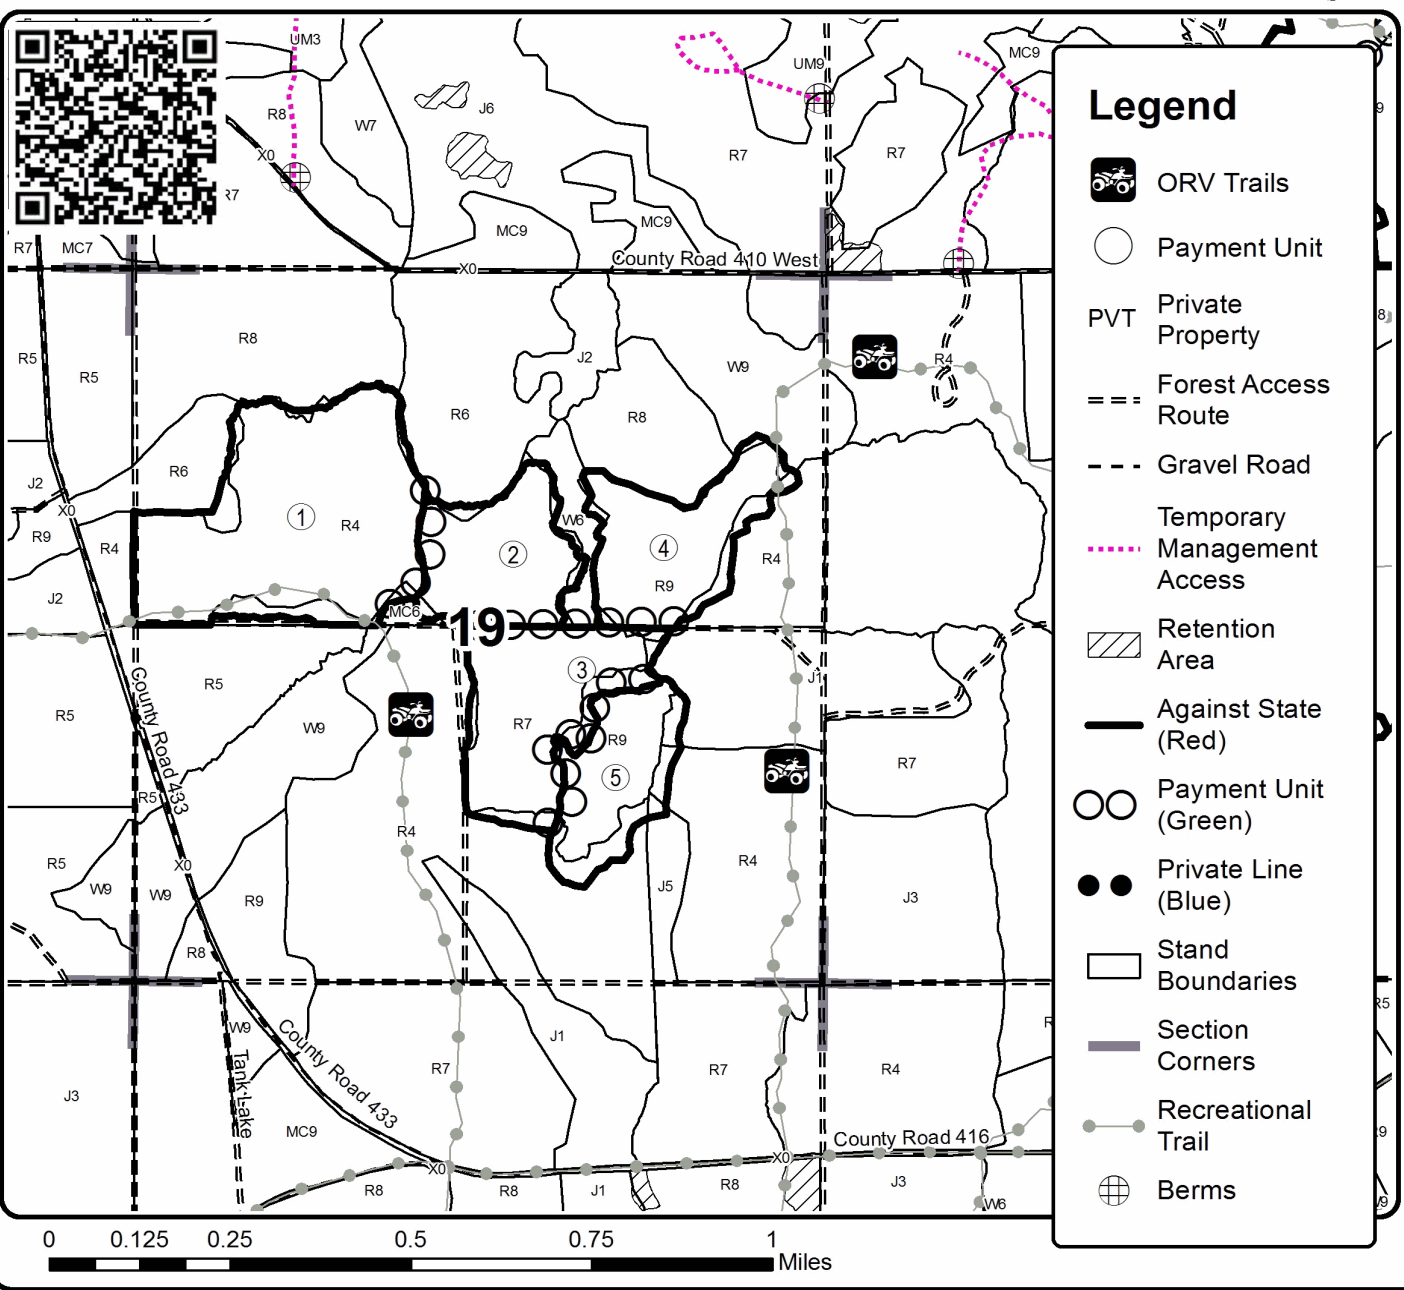 UM3
UM9
MC9
J6
R8
W7
X0
R7
R7
R7
MC9
MC9
R7
MC7
County Road 410 West
X0
R8
R5
R5
J2
W9
R4
R6
R8
R6
J2
X0
R9
R4
1
R4
W6
2
4
R4
R9
J2
MC6
19
3
J1
R5
R5
W9
R7
R9
5
R7
County Road 433
R5
R4
X0
R5
W9
W9
R9
R4
J5
J3
R8
W9
County Road 433
Tank Lake
J1
R7
R7
R4
J3
MC9
County Road 416
X0
X0
R8
R8
J1
R8
J3
W6
Legend
ORV Trails
Payment Unit
PVT
Private
Property
Forest Access
Route
Gravel Road
Temporary
Management
Access
Retention
Area
Against State
(Red)
Payment Unit
(Green)
Private Line
(Blue)
Stand
Boundaries
Section
Corners
Recreational
Trail
Berms
0 0.125 0.25 0.5 0.75 1
Miles